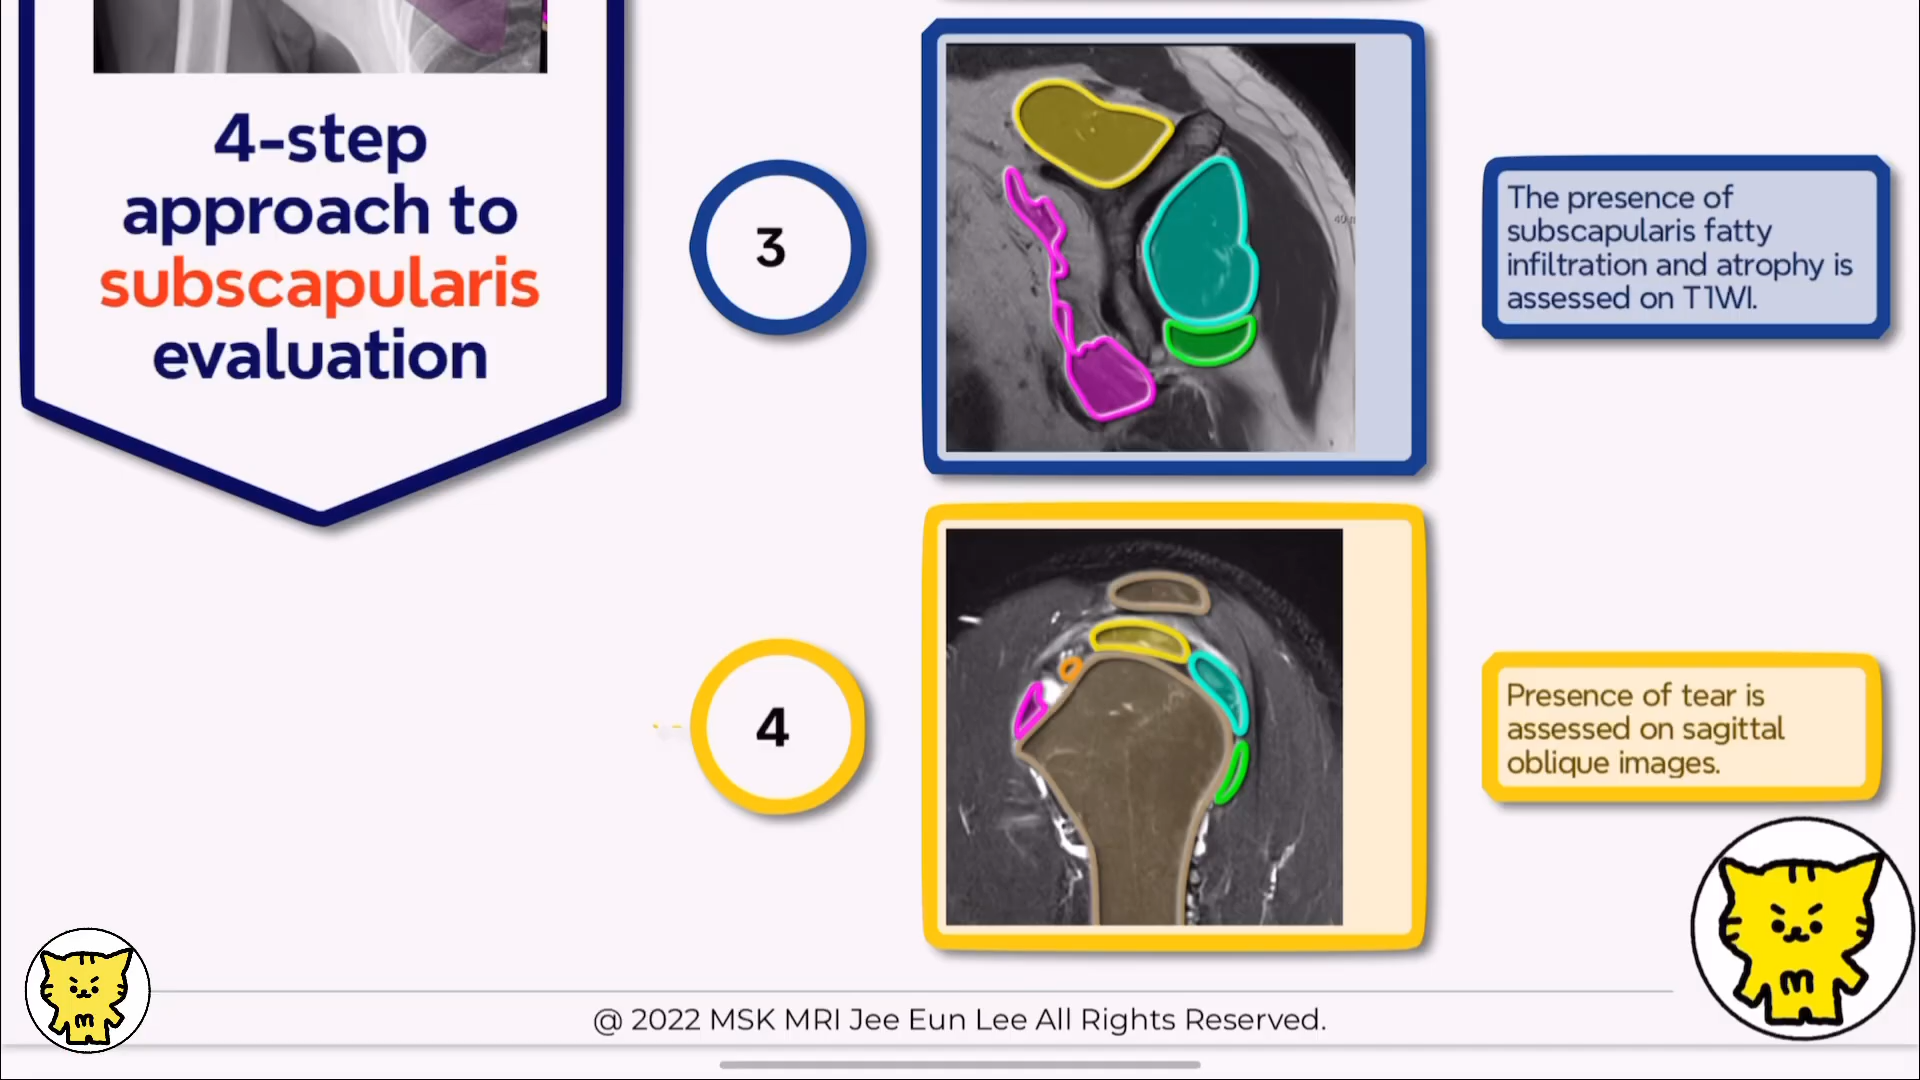 4-step
approach to
subscapularis
evaluation
3
The presence of
subscapularis fatty
infiltration and atrophy is
assessed on T1WI.
4
Presence of tear is
assessed on sagittal
oblique images.
m
m
@ 2022 MSK MRI Jee Eun Lee All Rights Reserved.